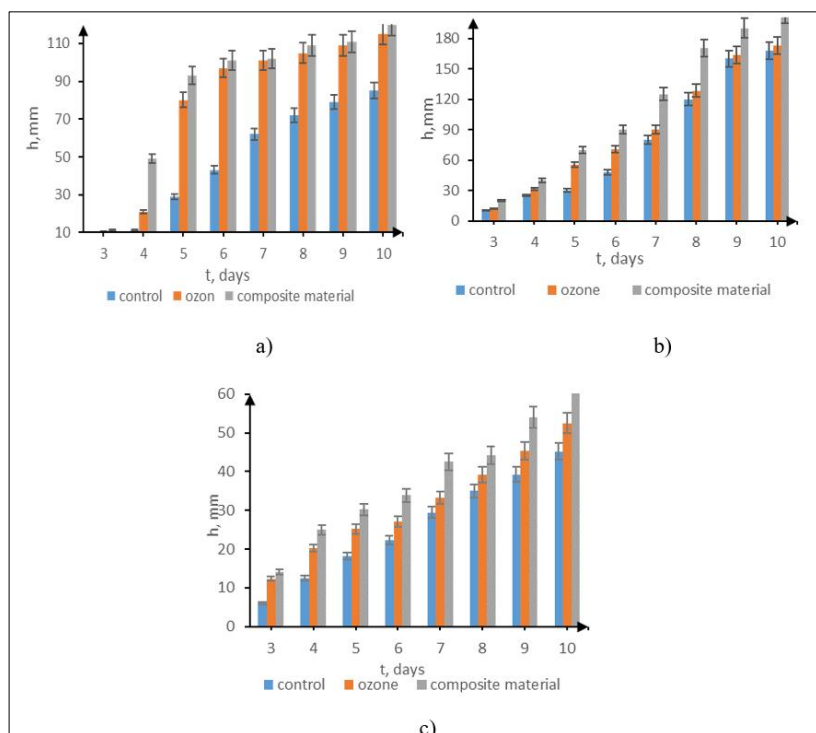 h,mm
110
90
70
50
30
10
3 4 5 6 7 8 9 10
t, days
control ozon composite material
a)
h,mm
180
150
120
90
60
30
0
3 4 5 6 7 8 9 10
t, days
control ozone composite material
b)
h, mm
60
50
40
30
20
10
0
3 4 5 6 7 8 9 10
t, days
control ozone composite material
c)